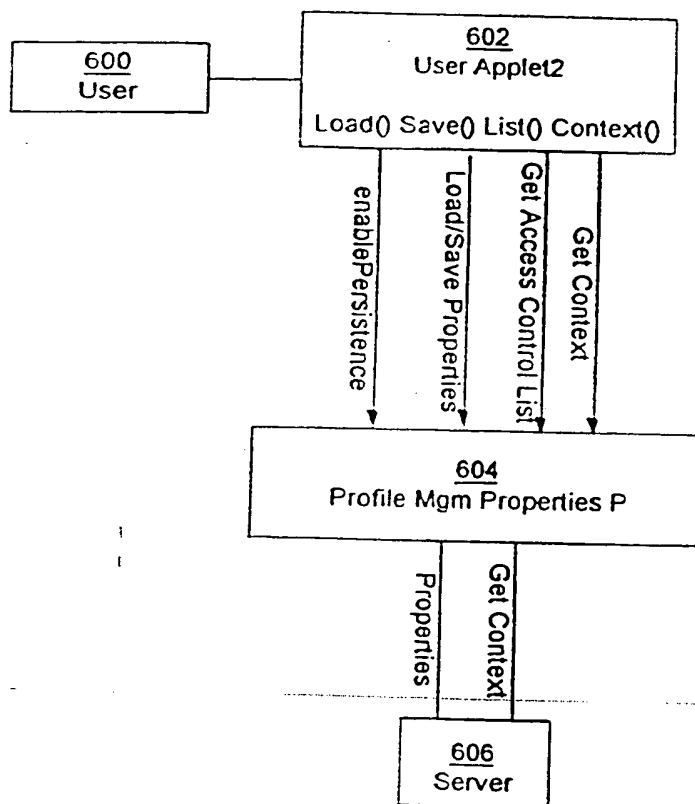 600
User
602
User Applet2
Load() Save() List() Context()
enablePersistence
Load/Save Properties
Get Access Control List
Get Context
604
Profile Mgm Properties P
Properties
Get Context
606
Server